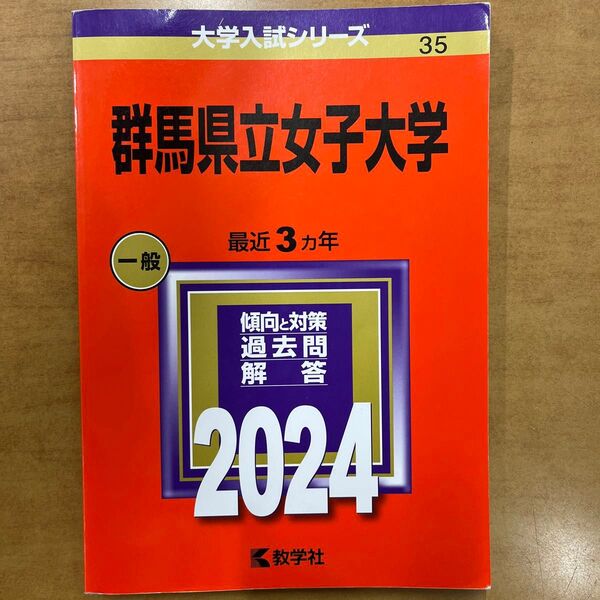 大学入試シリーズ
35
群馬県立女子大学
最近3カ年
一般
傾向と対策
過去問
解答
2024
教学社